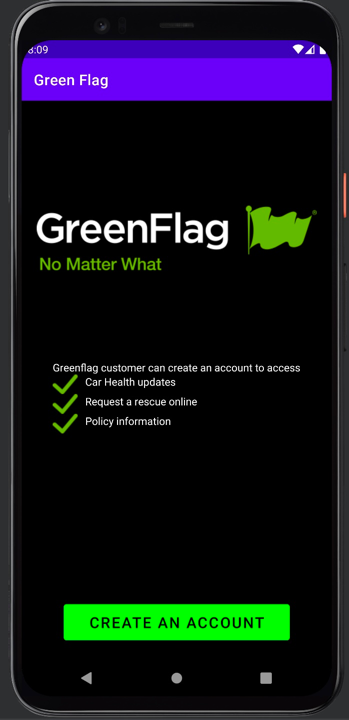 8:09
Green Flag
GreenFlag
No Matter What
Greenflag customer can create an account to access
Car Health updates
Request a rescue online
Policy information
CREATE AN ACCOUNT